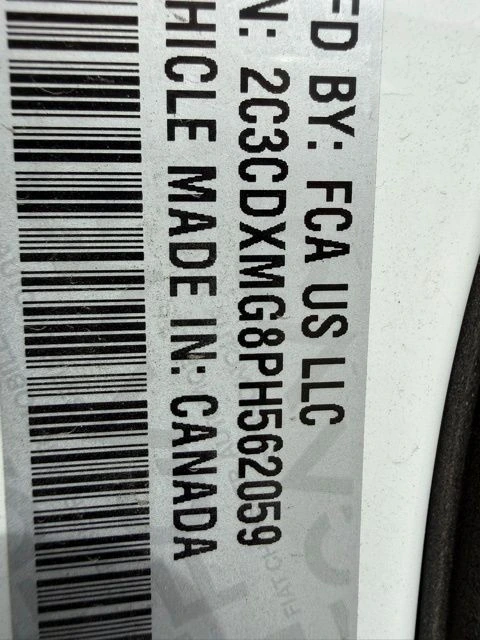 FD BY: FCA US LLC
N: 2C3CDXMG8PH562059
HICLE MADE IN: CANADA